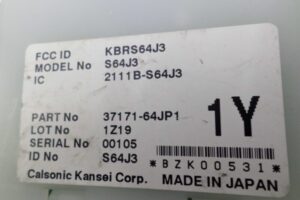 FCC ID KBRS64J3
MODEL No S64J3
IC 2111B-S64J3
PART No 37171-64JP1
LOT No 1Z19
SERIAL No 00105
ID No S64J3
1Y
*BZK00531*
Calsonic Kansei Corp. MADE IN JAPAN